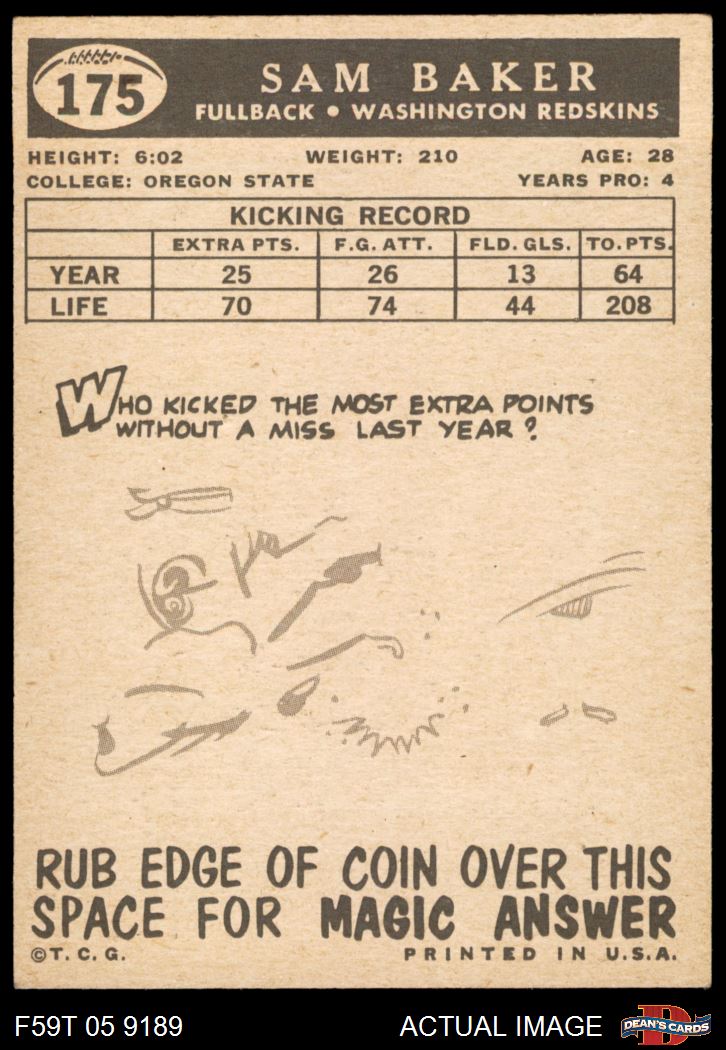 175
SAM BAKER
FULLBACK • WASHINGTON REDSKINS
HEIGHT: 6:02 WEIGHT: 210 AGE: 28
COLLEGE: OREGON STATE YEARS PRO: 4
KICKING RECORD
EXTRA PTS. F.G. ATT. FLD. GLS. TO. PTS.
YEAR 25 26 13 64
LIFE 70 74 44 208
WHO KICKED THE MOST EXTRA POINTS
WITHOUT A MISS LAST YEAR?
RUB EDGE OF COIN OVER THIS
SPACE FOR MAGIC ANSWER
©T. C. G. PRINTED IN U.S.A.
F59T 05 9189 ACTUAL IMAGE D DEAN'S CARDS